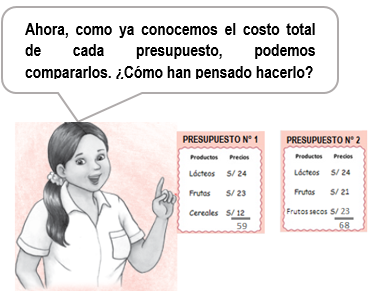 Ahora, como ya conocemos el costo total
de cada presupuesto, podemos
compararlos. ¿Cómo han pensado hacerlo?
PRESUPUESTO N° 1
Productos Precios
Lácteos S/ 24
Frutas S/ 23
Cereales S/ 12
59
PRESUPUESTO N° 2
Productos Precios
Lácteos S/ 24
Frutas S/ 21
Frutos secos S/ 23
68